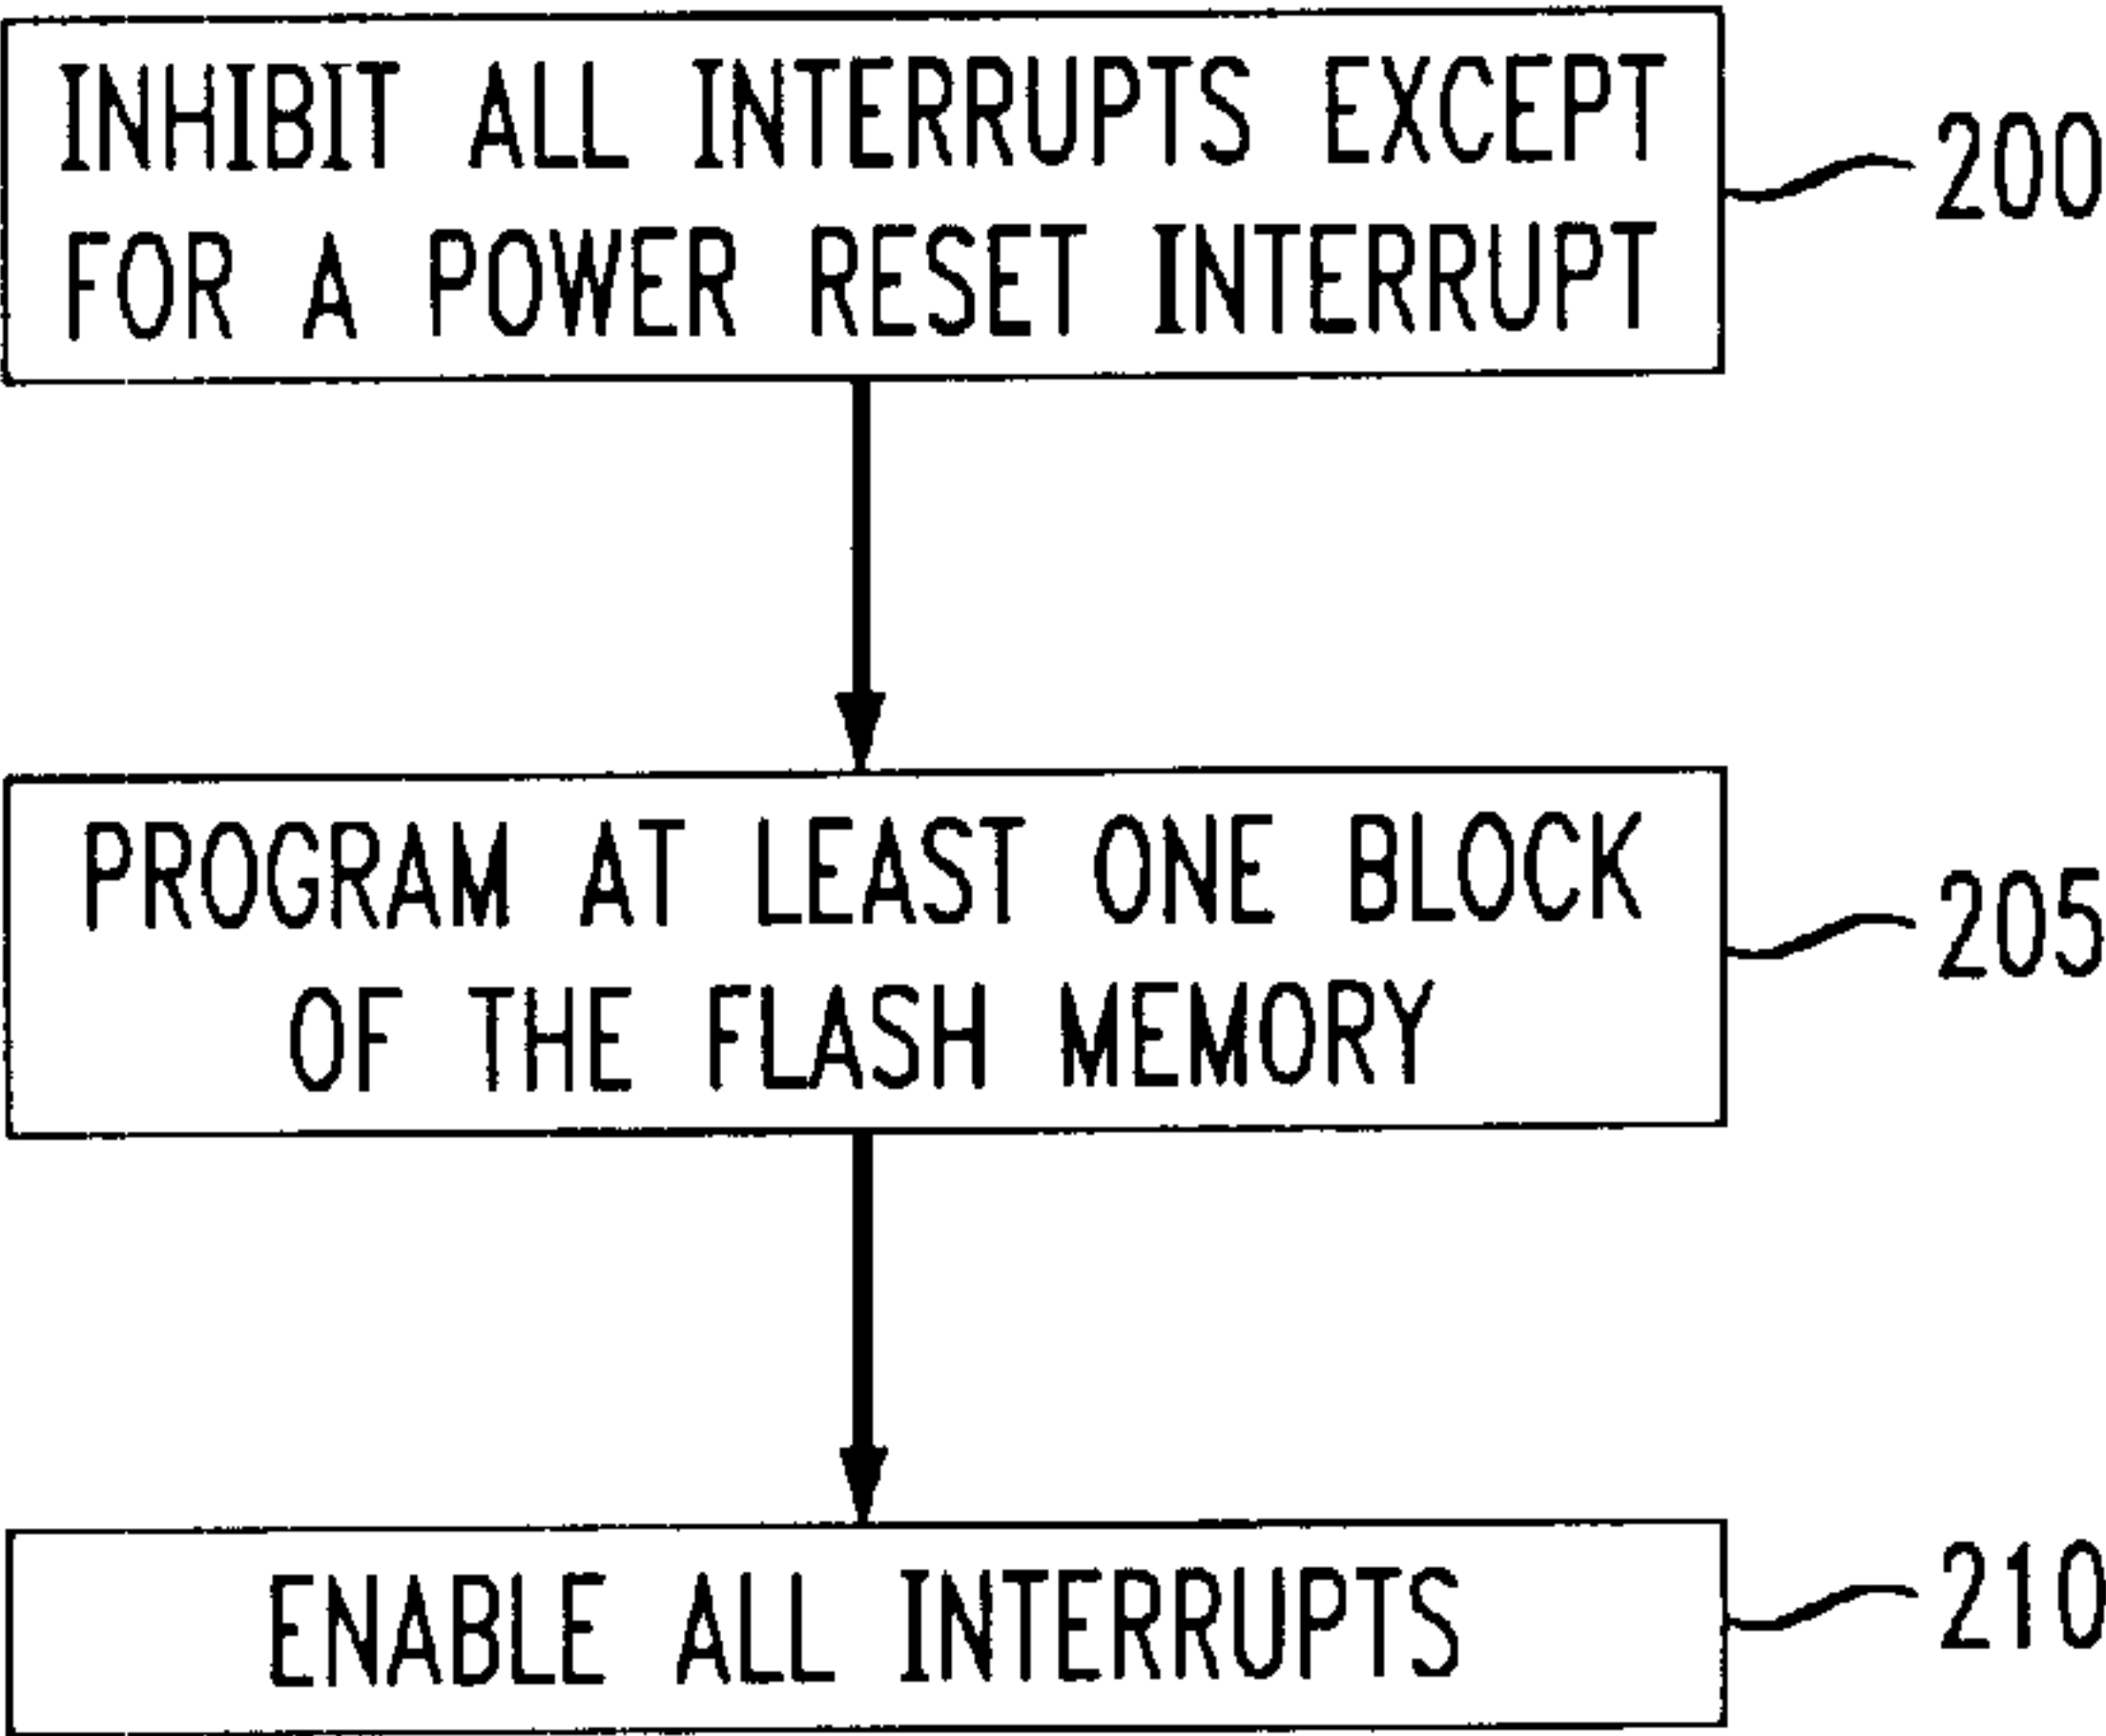 INHIBIT ALL INTERRUPTS EXCEPT
FOR A POWER RESET INTERRUPT
200
PROGRAM AT LEAST ONE BLOCK
OF THE FLASH MEMORY
205
ENABLE ALL INTERRUPTS
210